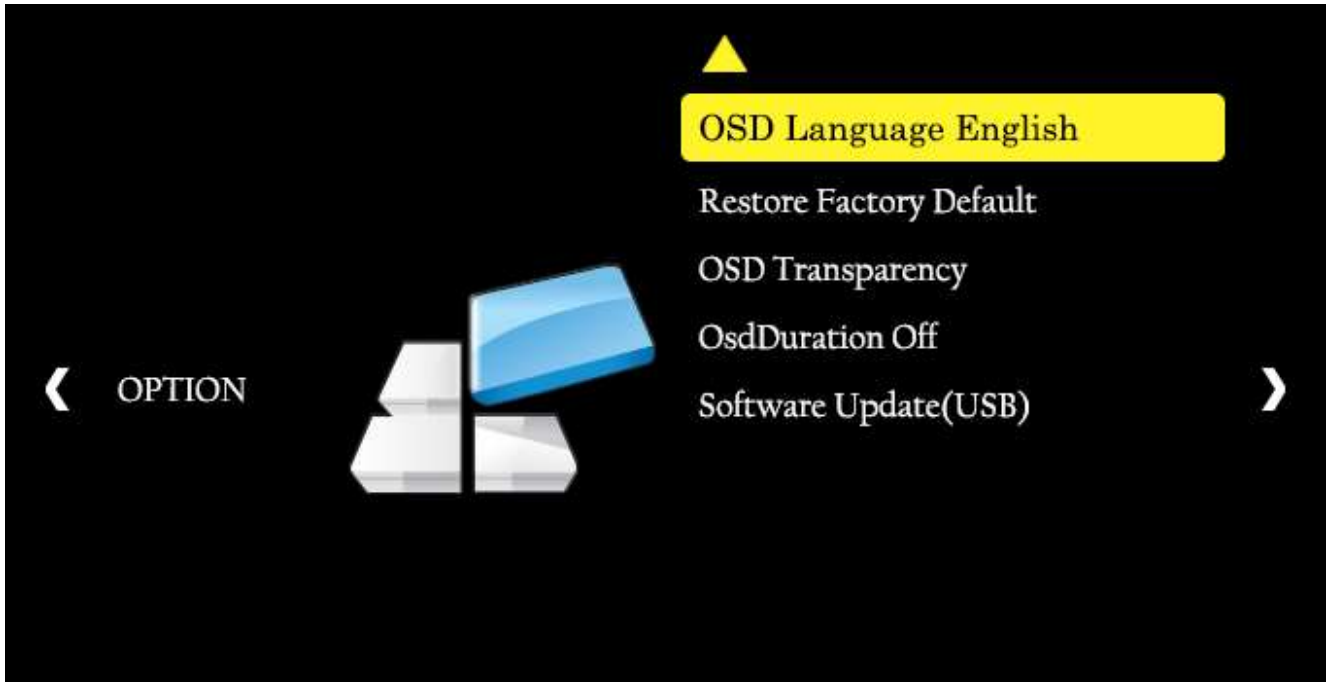 OSD Language English
Restore Factory Default
OSD Transparency
OsdDuration Off
OPTION
Software Update(USB)